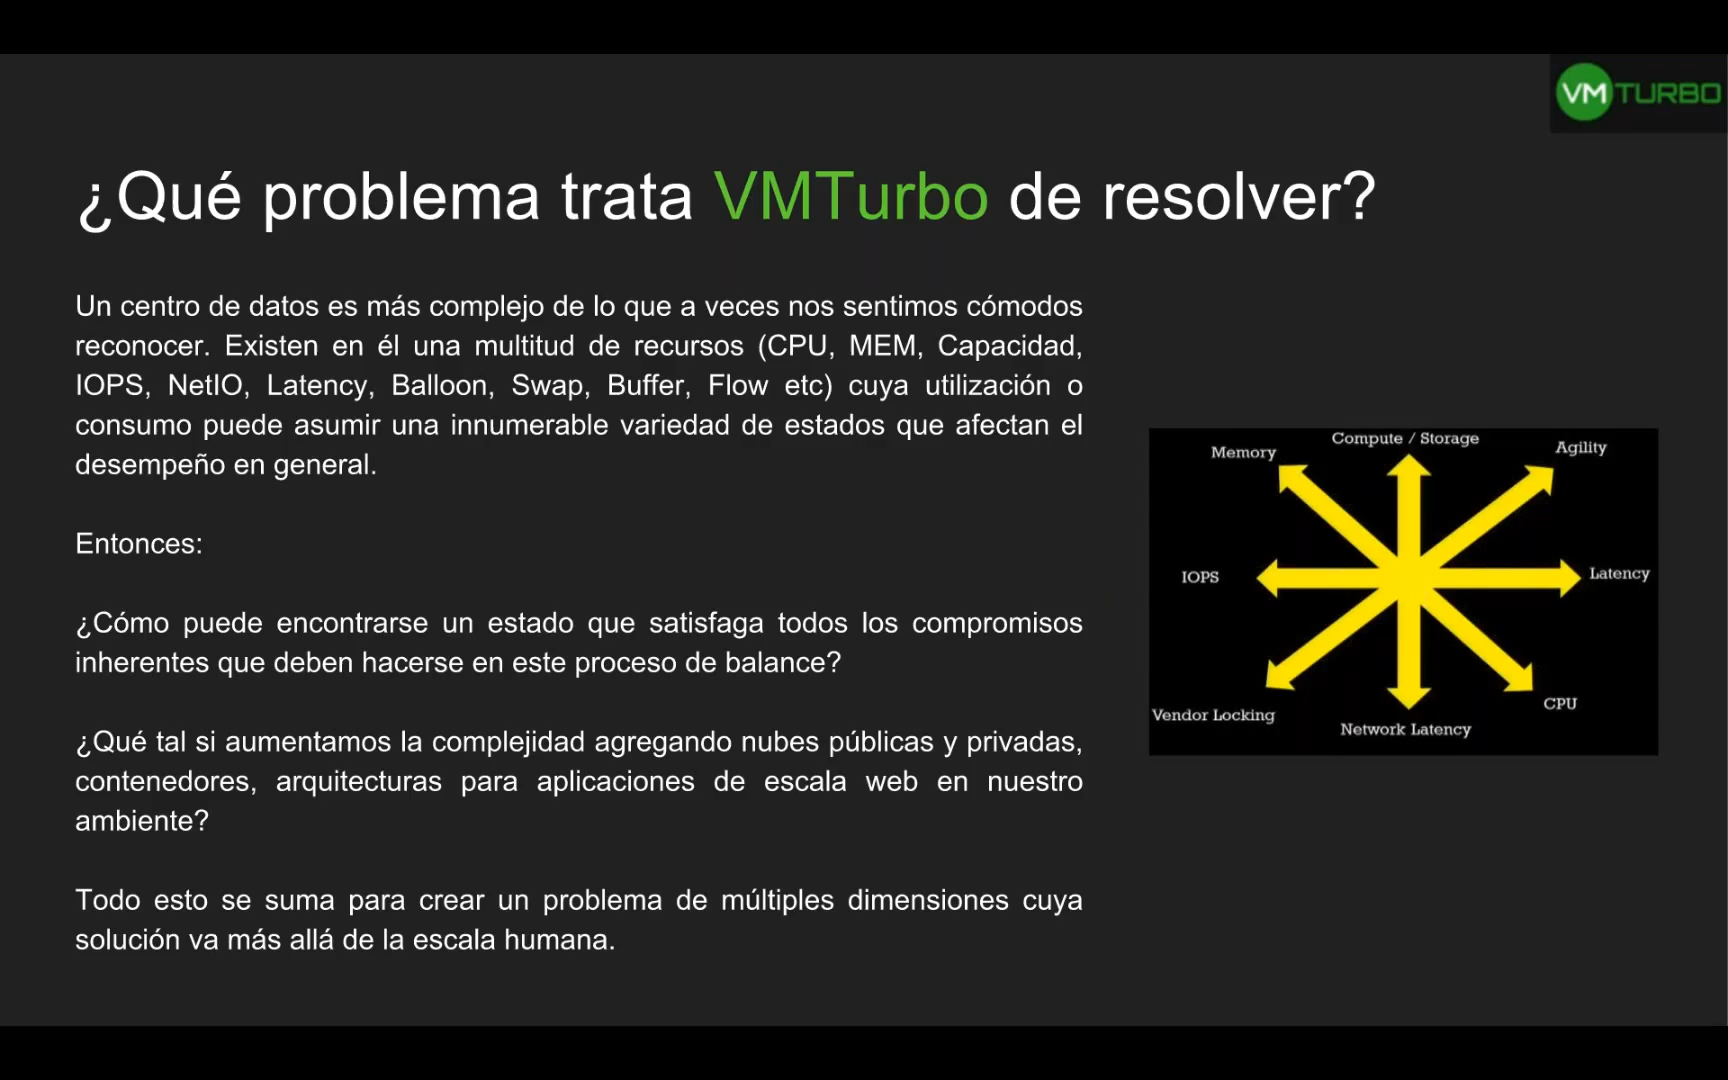 VMTURBO
¿Qué problema trata VMTurbo de resolver?
Un centro de datos es más complejo de lo que a veces nos sentimos cómodos
reconocer. Existen en él una multitud de recursos (CPU, MEM, Capacidad,
IOPS, NetIO, Latency, Balloon, Swap, Buffer, Flow etc) cuya utilización o
consumo puede asumir una innumerable variedad de estados que afectan el
desempeño en general.
Entonces:
¿Cómo puede encontrarse un estado que satisfaga todos los compromisos
inherentes que deben hacerse en este proceso de balance?
¿Qué tal si aumentamos la complejidad agregando nubes públicas y privadas,
contenedores, arquitecturas para aplicaciones de escala web en nuestro
ambiente?
Todo esto se suma para crear un problema de múltiples dimensiones cuya
solución va más allá de la escala humana.
Memory
Compute / Storage
Agility
IOPS
Latency
Vendor Locking
Network Latency
CPU